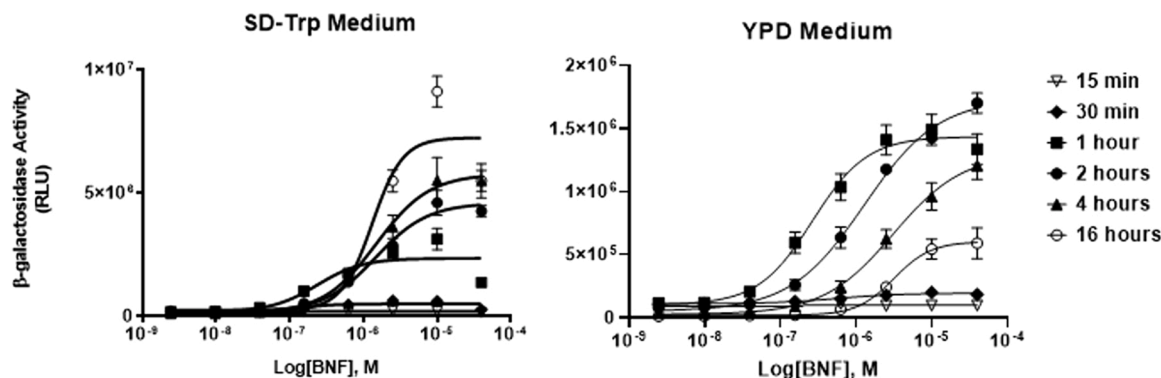 SD-Trp Medium
β-galactosidase Activity
(RLU)
1×10⁷
5×10⁶
0
10⁻⁹
10⁻⁸
10⁻⁷
10⁻⁶
10⁻⁵
10⁻⁴
Log[BNF], M
YPD Medium
2×10⁶
1.5×10⁶
1×10⁶
5×10⁵
0
10⁻⁹
10⁻⁸
10⁻⁷
10⁻⁶
10⁻⁵
10⁻⁴
Log[BNF], M
15 min
30 min
1 hour
2 hours
4 hours
16 hours